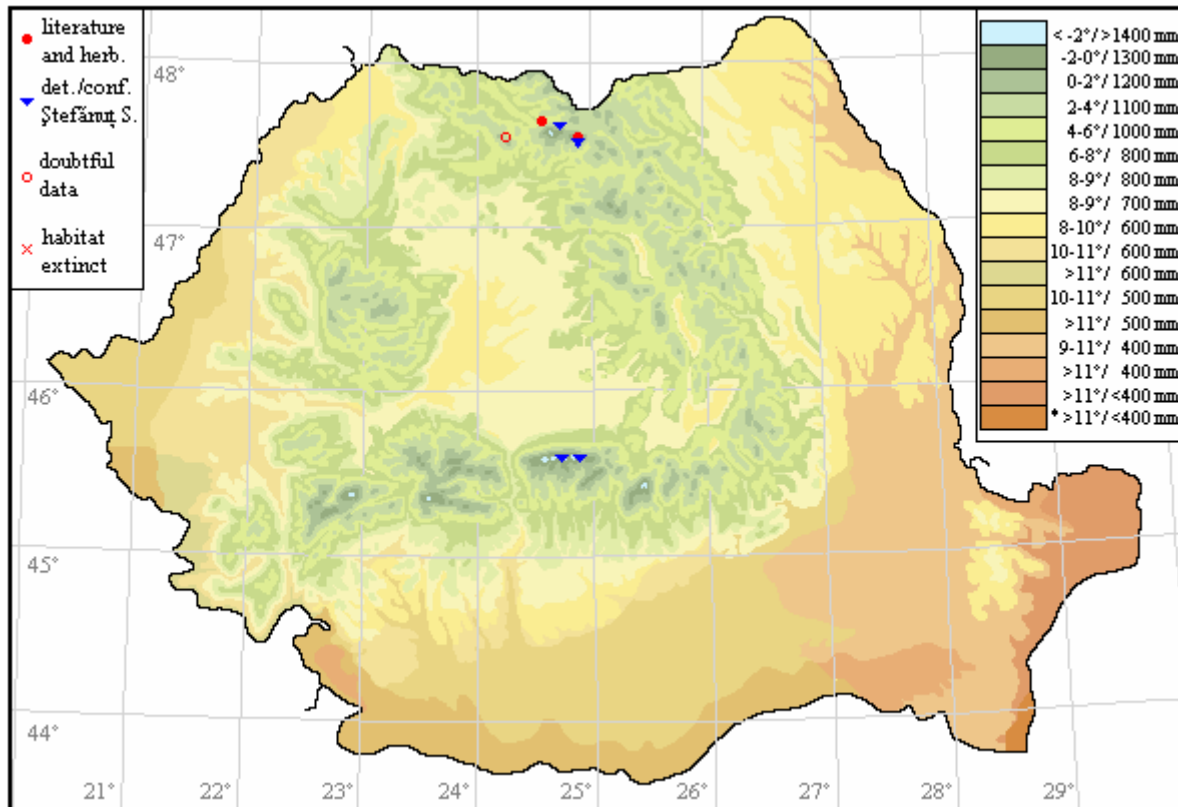 literature
and herb.
det./conf.
Ștefănuț S.
doubtful
data
habitat
extinct
48°
47°
46°
45°
44°
21°
22°
23°
24°
25°
26°
27°
28°
29°
< -2°/>1400 mm
-2-0°/1300 mm
0-2°/1200 mm
2-4°/1100 mm
4-6°/1000 mm
6-8°/ 800 mm
8-9°/ 800 mm
8-9°/ 700 mm
8-10°/ 600 mm
10-11°/ 600 mm
>11°/ 600 mm
10-11°/ 500 mm
>11°/ 500 mm
9-11°/ 400 mm
>11°/ 400 mm
>11°/<400 mm
* >11°/<400 mm